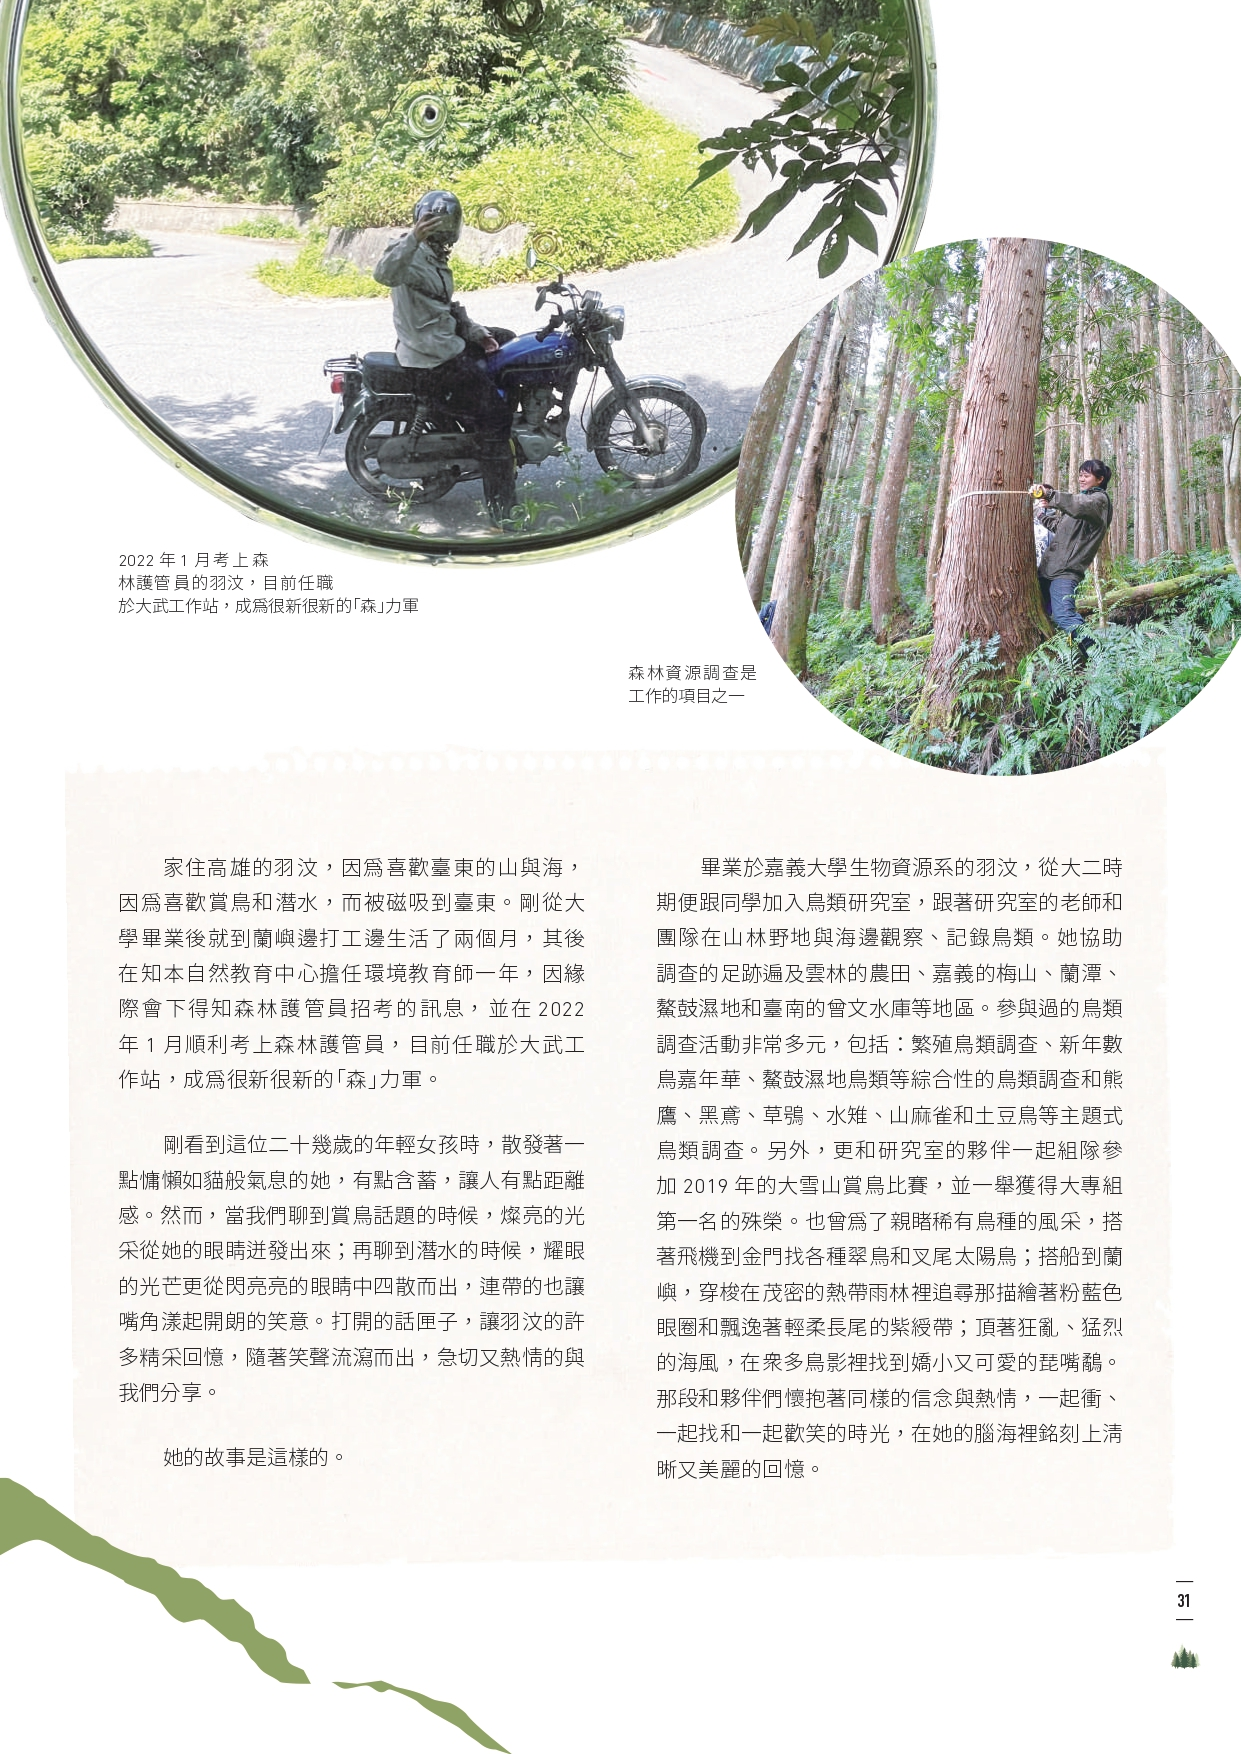 2022 年 1 月考上森
林護管員的羽汶，目前任職
於大武工作站，成為很新很新的「森」力軍
森林資源調查是
工作的項目之一
家住高雄的羽汶，因為喜歡臺東的山與海，
因為喜歡賞鳥和潛水，而被磁吸到臺東。剛從大
學畢業後就到蘭嶼邊打工邊生活了兩個月，其後
在知本自然教育中心擔任環境教育師一年，因緣
際會下得知森林護管員招考的訊息，並在 2022
年 1 月順利考上森林護管員，目前任職於大武工
作站，成為很新很新的「森」力軍。
剛看到這位二十幾歲的年輕女孩時，散發著一
點慵懶如貓般氣息的她，有點含蓄，讓人有點距離
感。然而，當我們聊到賞鳥話題的時候，燦亮的光
采從她的眼睛迸發出來；再聊到潛水的時候，耀眼
的光芒更從閃亮亮的眼睛中四散而出，連帶的也讓
嘴角漾起開朗的笑意。打開的話匣子，讓羽汶的許
多精采回憶，隨著笑聲流瀉而出，急切又熱情的與
我們分享。
她的故事是這樣的。
畢業於嘉義大學生物資源系的羽汶，從大二時
期便跟同學加入鳥類研究室，跟著研究室的老師和
團隊在山林野地與海邊觀察、記錄鳥類。她協助
調查的足跡遍及雲林的農田、嘉義的梅山、蘭潭、
鰲鼓濕地和臺南的曾文水庫等地區。參與過的鳥類
調查活動非常多元，包括：繁殖鳥類調查、新年數
鳥嘉年華、鰲鼓濕地鳥類等綜合性的鳥類調查和熊
鷹、黑鳶、草鴞、水雉、山麻雀和土豆鳥等主題式
鳥類調查。另外，更和研究室的夥伴一起組隊參
加 2019 年的大雪山賞鳥比賽，並一舉獲得大專組
第一名的殊榮。也曾為了親睹稀有鳥種的風采，搭
著飛機到金門找各種翠鳥和叉尾太陽鳥；搭船到蘭
嶼，穿梭在茂密的熱帶雨林裡追尋那描繪著粉藍色
眼圈和飄逸著輕柔長尾的紫綬帶；頂著狂亂、猛烈
的海風，在眾多鳥影裡找到嬌小又可愛的琵嘴鷸。
那段和夥伴們懷抱著同樣的信念與熱情，一起衝、
一起找和一起歡笑的時光，在她的腦海裡銘刻上清
晰又美麗的回憶。
31